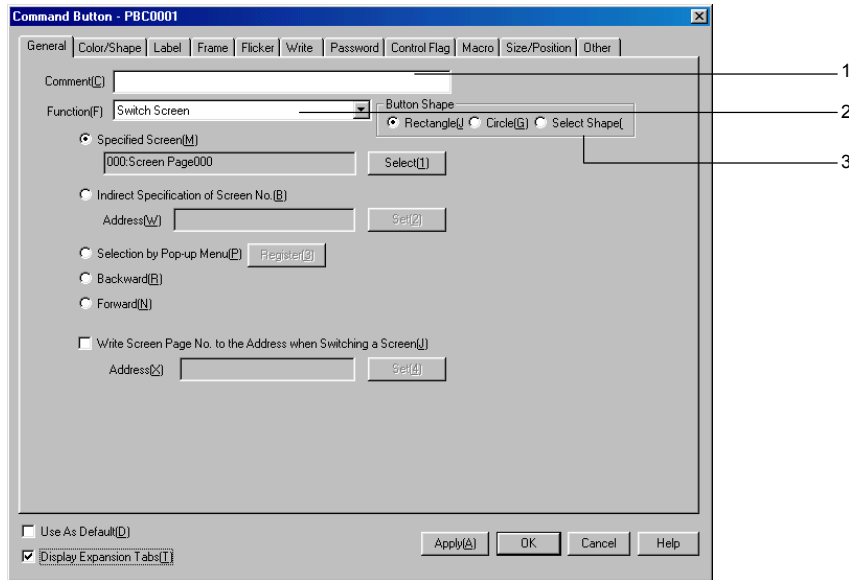 Command Button - PBC0001
General Color/Shape Label Frame Flicker Write Password Control Flag Macro Size/Position Other
Comment(C) 1
Function(F) Switch Screen Button Shape 2
Rectangle(J Circle(G) Select Shape(
Specified Screen(M) 3
000:Screen Page000 Select(1)
Indirect Specification of Screen No.(B)
Address(W) Set(2)
Selection by Pop-up Menu(P) Register(3)
Backward(R)
Forward(N)
Write Screen Page No. to the Address when Switching a Screen(J)
Address(X) Set(4)
Use As Default(D)
Display Expansion Tabs(T)
Apply(A) OK Cancel Help